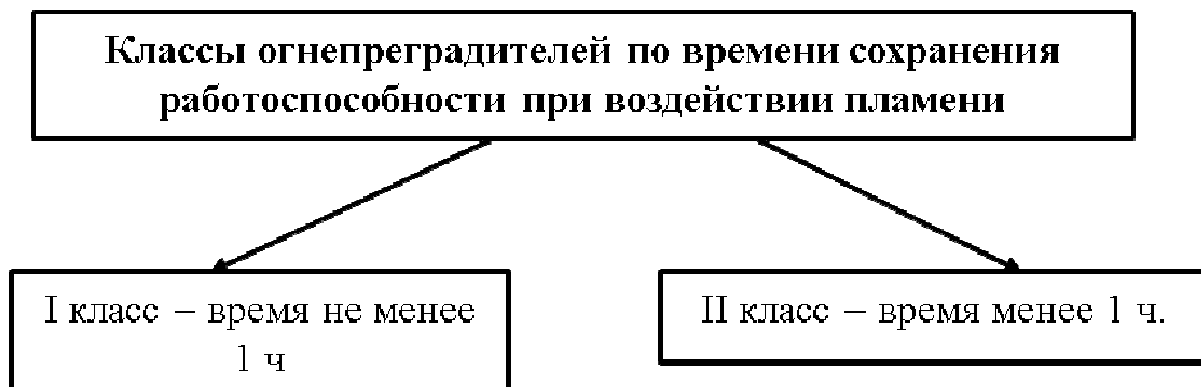 Классы огнепреградителей по времени сохранения
работоспособности при воздействии пламени
I класс – время не менее
1 ч
II класс – время менее 1 ч.